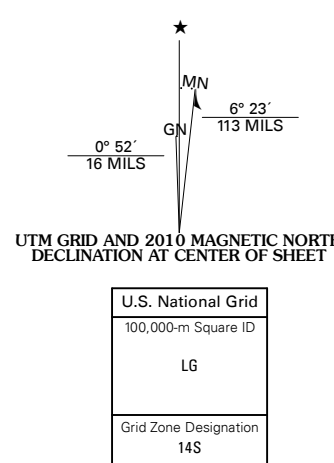 ★
MN
GN
6° 23´
113 MILS
0° 52´
16 MILS
UTM GRID AND 2010 MAGNETIC NORTH
DECLINATION AT CENTER OF SHEET
U.S. National Grid
100,000-m Square ID
LG
Grid Zone Designation
14S